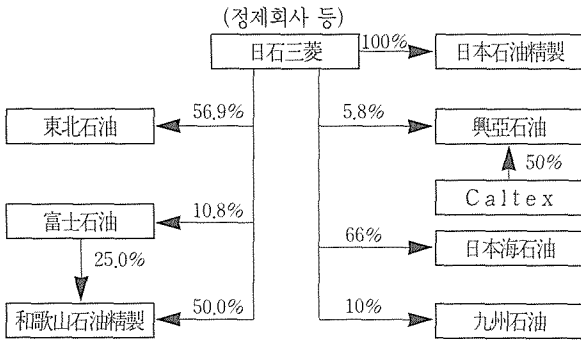 (정제회사 등)
日石三菱
100%
日本石油精製
東北石油
56.9%
5.8%
興亞石油
50%
Caltex
富士石油
10.8%
66%
日本海石油
25.0%
和歌山石油精製
50.0%
10%
九州石油